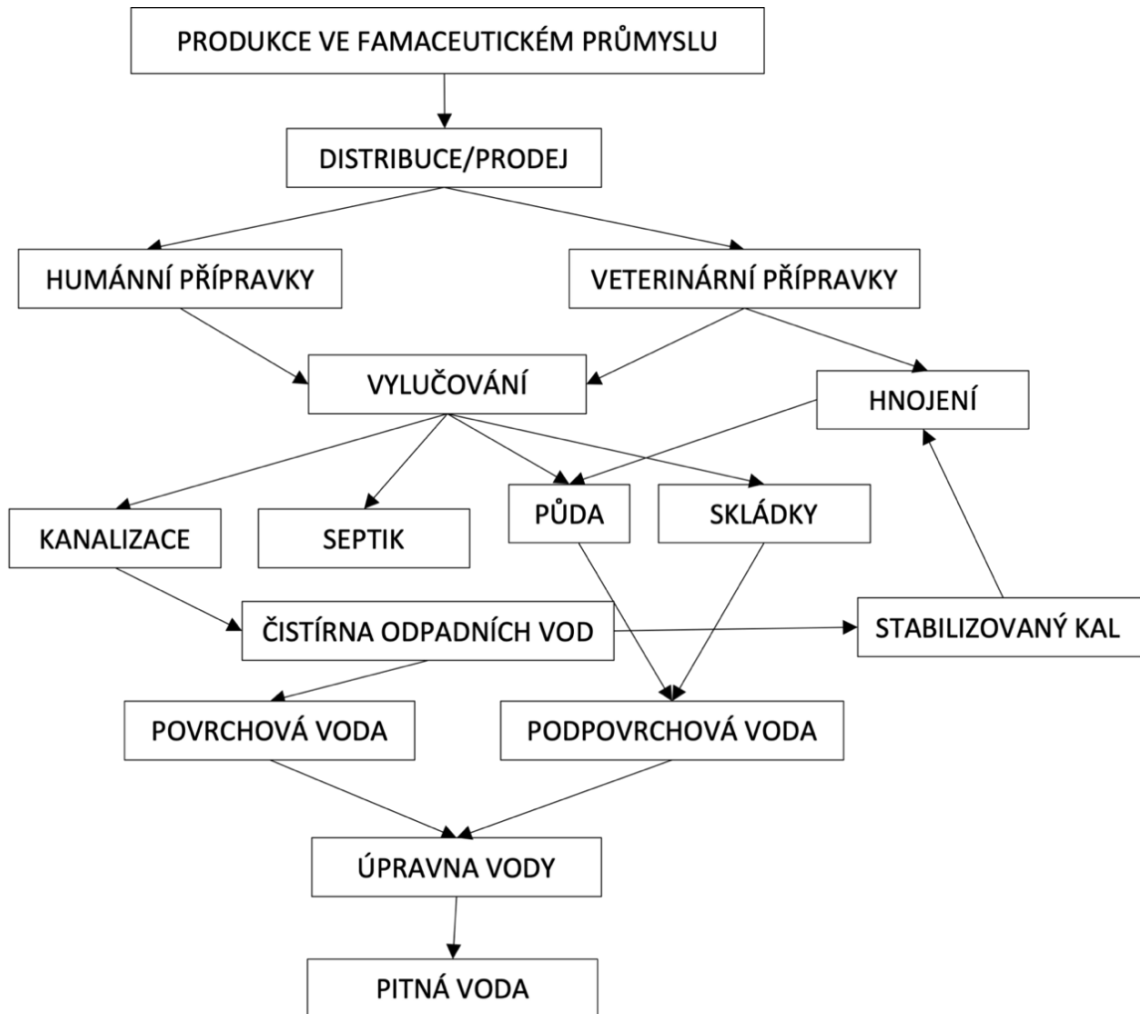 PRODUKCE VE FAMACEUTICKÉM PRŮMYSLU
DISTRIBUCE/PRODEJ
HUMÁNNÍ PŘÍPRAVKY
VETERINÁRNÍ PŘÍPRAVKY
VYLUČOVÁNÍ
HNOJENÍ
KANALIZACE
SEPTIK
PŮDA
SKLÁDKY
ČISTÍRNA ODPADNÍCH VOD
STABILIZOVANÝ KAL
POVRCHOVÁ VODA
PODPOVRCHOVÁ VODA
ÚPRAVNA VODY
PITNÁ VODA